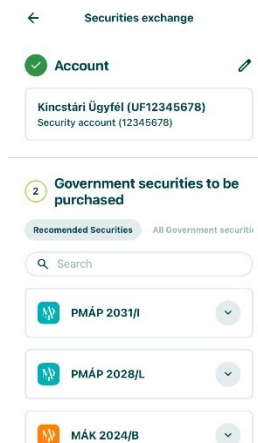 Securities exchange
Account
Kincstári Ügyfél (UF12345678)
Security account (12345678)
2
Government securities to be
purchased
Recomended Securities All Government securiti
Search
PMÁP 2031/I
PMÁP 2028/L
MÁK 2024/B